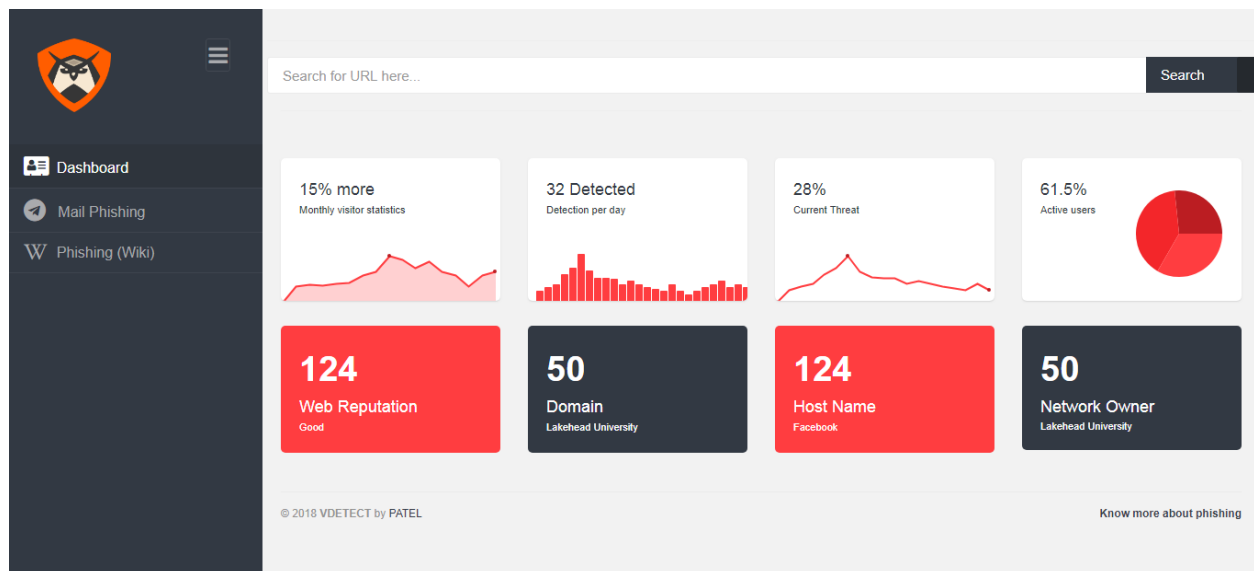 Search for URL here...
Search
Dashboard
Mail Phishing
W Phishing (Wiki)
15% more
Monthly visitor statistics
32 Detected
Detection per day
28%
Current Threat
61.5%
Active users
124
Web Reputation
Good
50
Domain
Lakehead University
124
Host Name
Facebook
50
Network Owner
Lakehead University
© 2018 VDETECT by PATEL
Know more about phishing